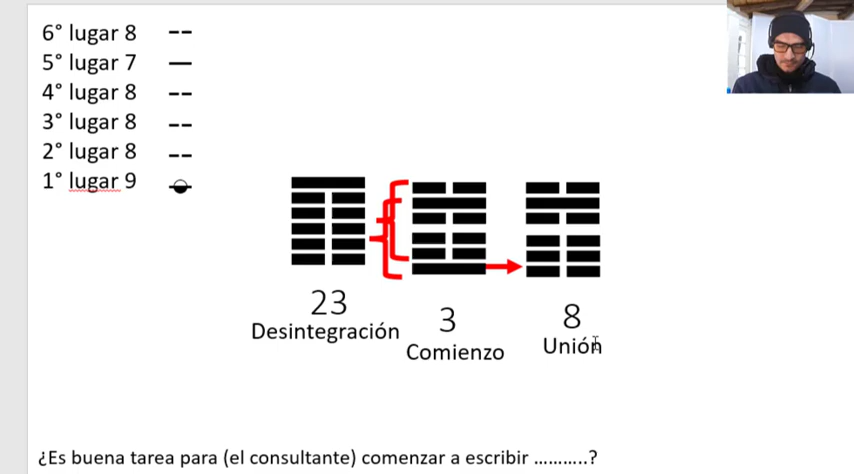 6° lugar 8 --
5° lugar 7 —
4° lugar 8 --
3° lugar 8 --
2° lugar 8 --
1° lugar 9
23
Desintegración
3
Comienzo
8
Unión
¿Es buena tarea para (el consultante) comenzar a escribir ...........?